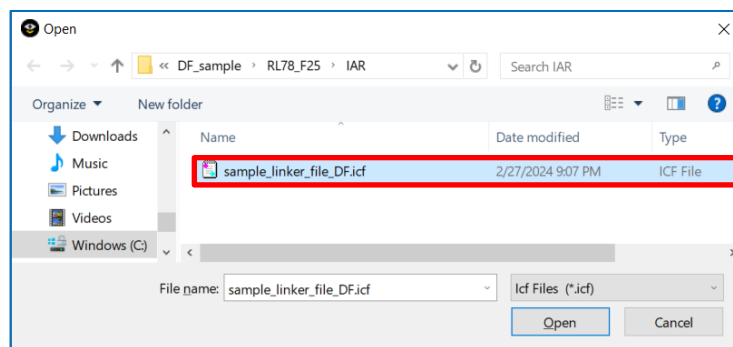 Open
« DF_sample › RL78_F25 › IAR
Search IAR
Organize
New folder
Downloads
Music
Pictures
Videos
Windows (C:)
Name
Date modified
Type
sample_linker_file_DF.icf
2/27/2024 9:07 PM
ICF File
File name:
sample_linker_file_DF.icf
Icf Files (*.icf)
Open
Cancel